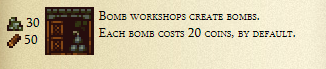 Bomb workshops create bombs.
30
Each bomb costs 20 coins, by default.
50